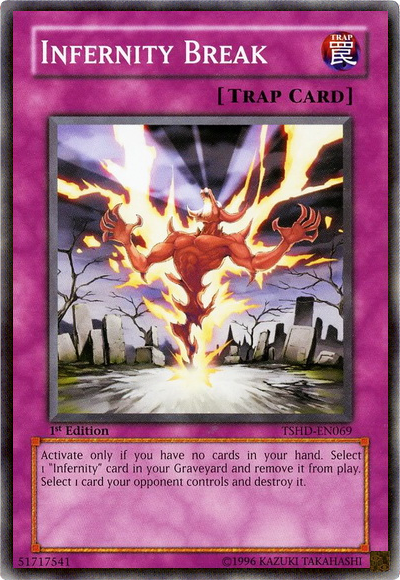 INFERNITY BREAK
TRAP
罠
[TRAP CARD]
1st Edition
TSHD-EN069
Activate only if you have no cards in your hand. Select
1 "Infernity" card in your Graveyard and remove it from play.
Select 1 card your opponent controls and destroy it.
51717541
©1996 KAZUKI TAKAHASHI